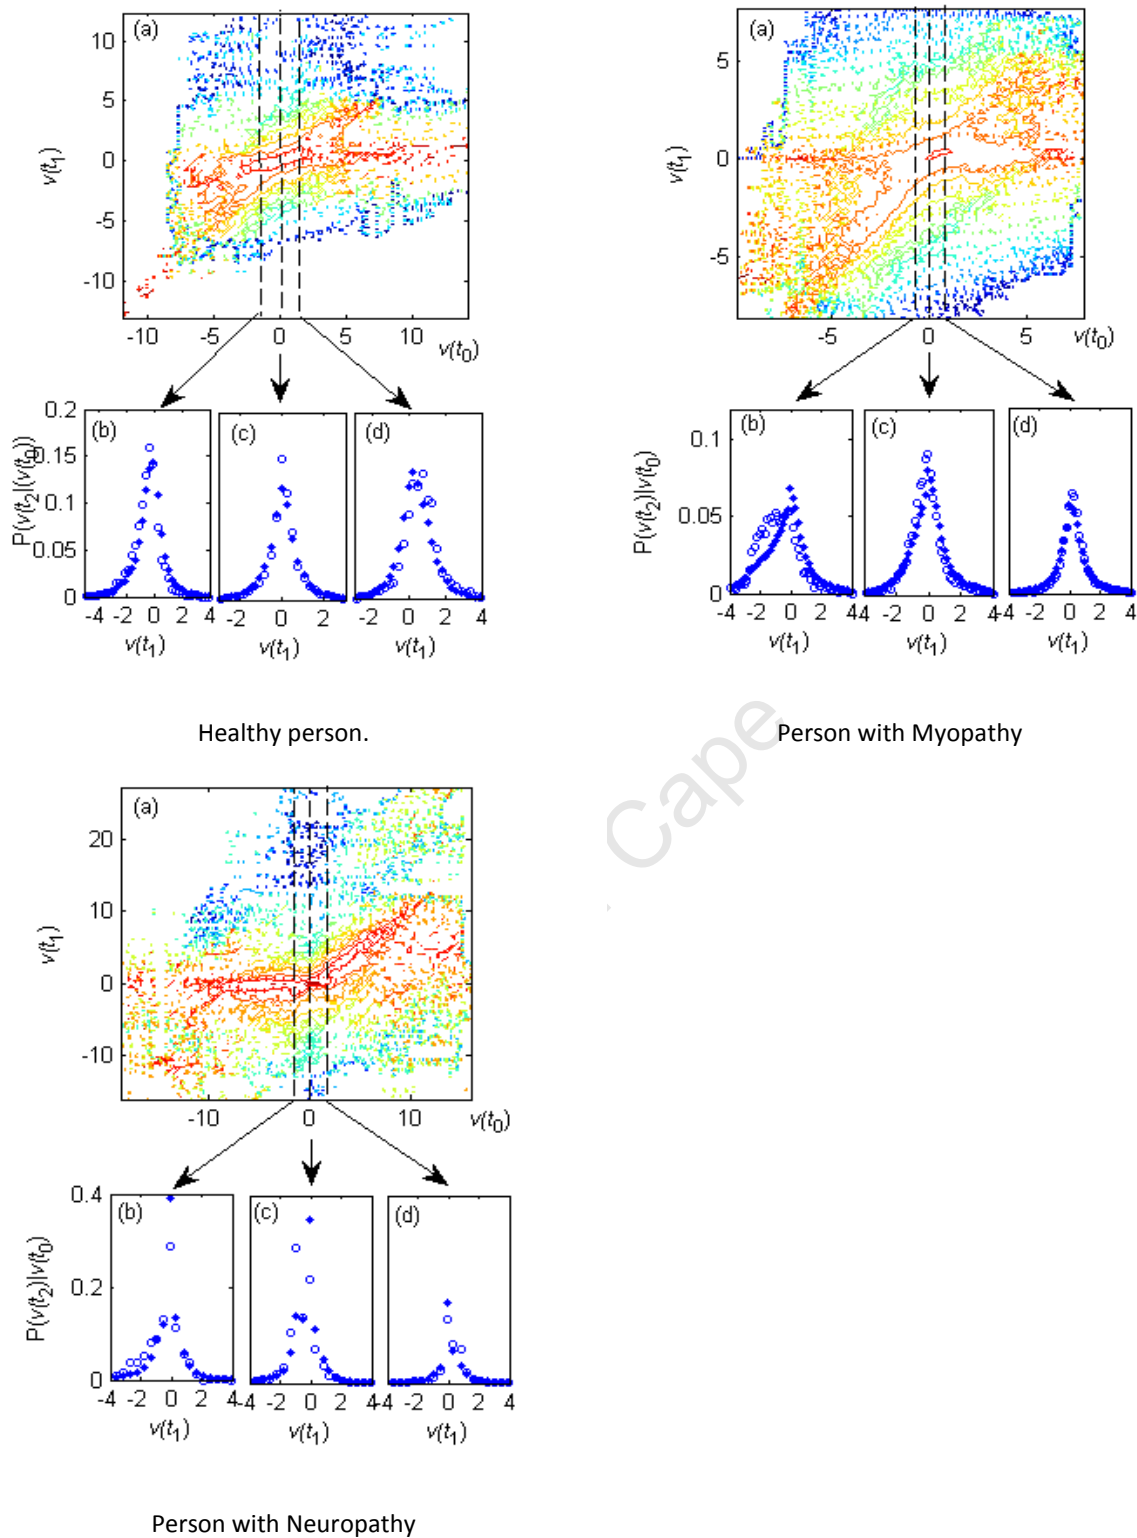 (a)
10
5
0
-5
-10
v(t1)
-10 -5 0 5 10
v(t0)
(b) (c) (d)
0.2
0.15
0.1
0.05
0
P(v(t2|(v(t0))
-4 -2 0 2 4 -2 0 2 -2 0 2 4
v(t1) v(t1) v(t1)
Healthy person.
(a)
5
0
-5
v(t1)
-5 0 5
v(t0)
(b) (c) (d)
0.1
0.05
0
P(v(t2)|v(t0)
-4 -2 0 2 4-4 -2 0 2 4-4 -2 0 2 4
v(t1) v(t1) v(t1)
Person with Myopathy
Cape
(a)
20
10
0
-10
v(t1)
-10 0 10
v(t0)
(b) (c) (d)
0.4
0.2
0
P(v(t2)|v(t0)
-4 -2 0 2 4-4 -2 0 2 4-4 -2 0 2 4
v(t1) v(t1) v(t1)
Person with Neuropathy